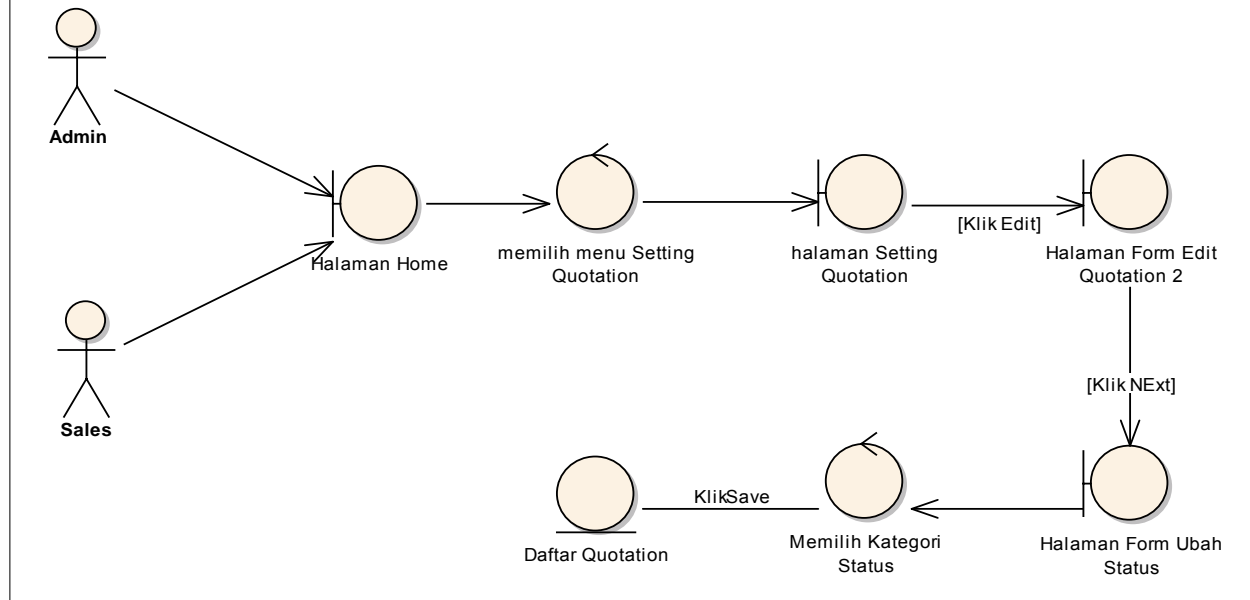 Admin
Halaman Home
memilih menu Setting
Quotation
halaman Setting
Quotation
[Klik Edit]
Halaman Form Edit
Quotation 2
[Klik NExt]
Sales
KlikSave
Daftar Quotation
Memilih Kategori
Status
Halaman Form Ubah
Status